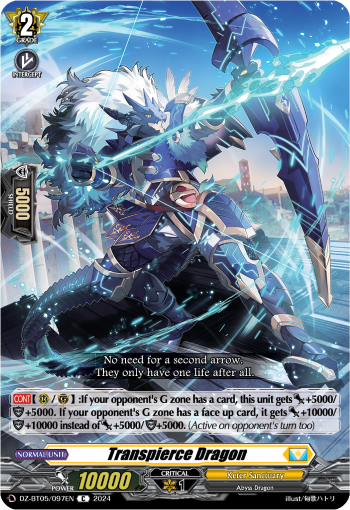 2
GRADE
INTERCEPT
5000
SHIELD
No need for a second arrow.
They only have one life after all.
CONT【 / 】:If your opponent's G zone has a card, this unit gets +5000/
+5000. If your opponent's G zone has a face up card, it gets +10000/
+10000 instead of +5000/ +5000. (Active on opponent's turn too)
NORMAL UNIT
Transpierce Dragon
POWER
10000
CRITICAL
1
Keter Sanctuary
Abyss Dragon
D DZ-BT05/097EN C 2024
illust/匈歌ハトリ